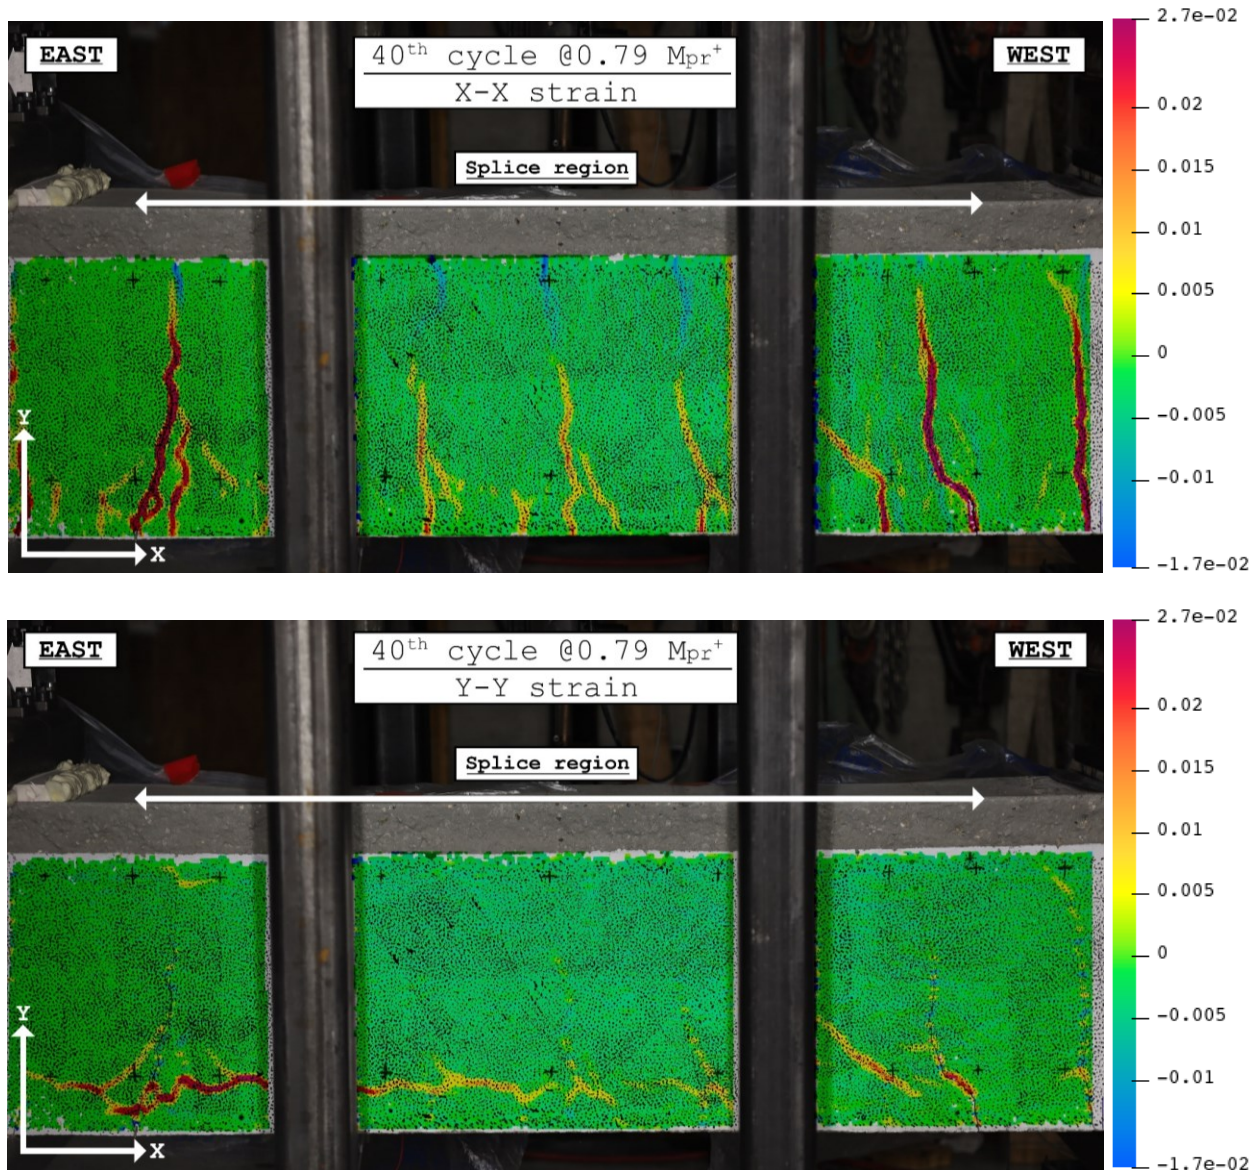 EAST
40th cycle @0.79 Mpr+
X-X strain
WEST
Splice region
Y
X
2.7e-02
0.02
0.015
0.01
0.005
0
-0.005
-0.01
-1.7e-02
EAST
40th cycle @0.79 Mpr+
Y-Y strain
WEST
Splice region
Y
X
2.7e-02
0.02
0.015
0.01
0.005
0
-0.005
-0.01
-1.7e-02